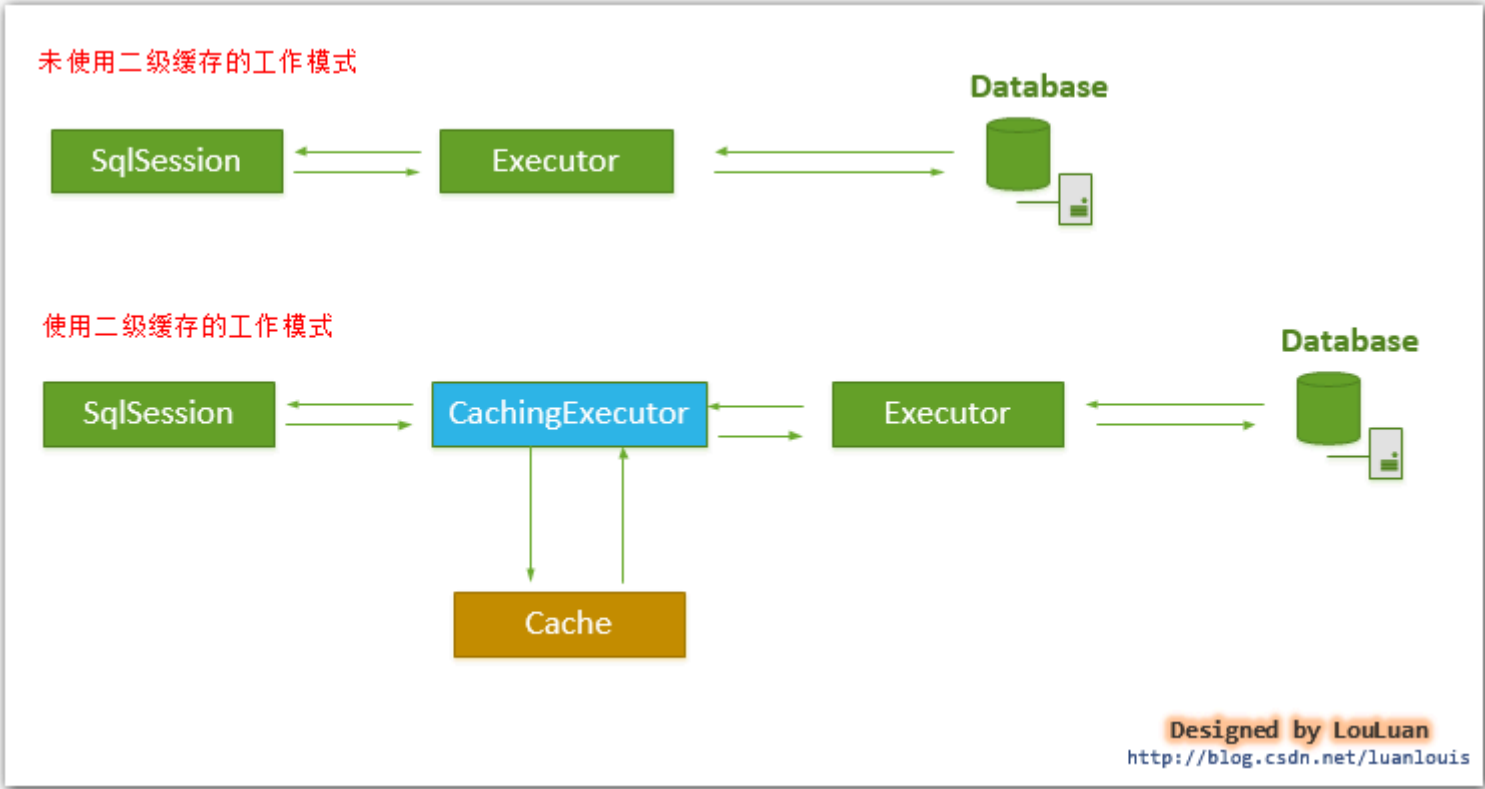 未使用二级缓存的工作模式
Database
SqlSession
Executor
使用二级缓存的工作模式
Database
SqlSession
CachingExecutor
Executor
Cache
Designed by LouLuan
http://blog.csdn.net/luanlouis